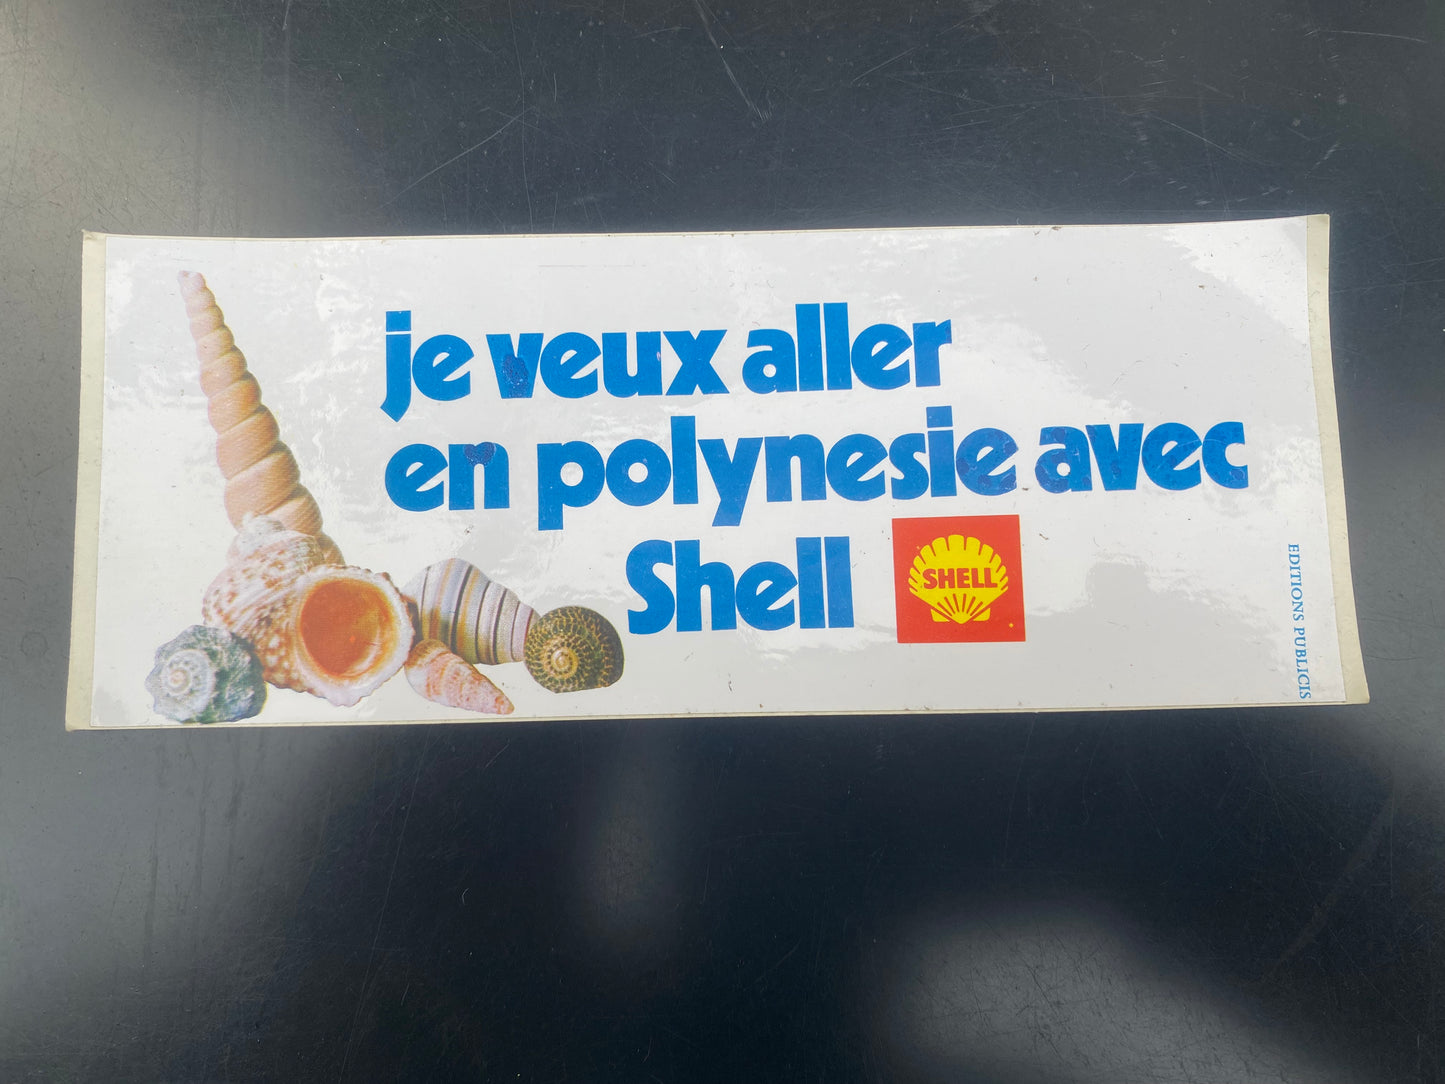 je veux aller
en polynesie avec
Shell
SHELL
EDITIONS PUBLICIS